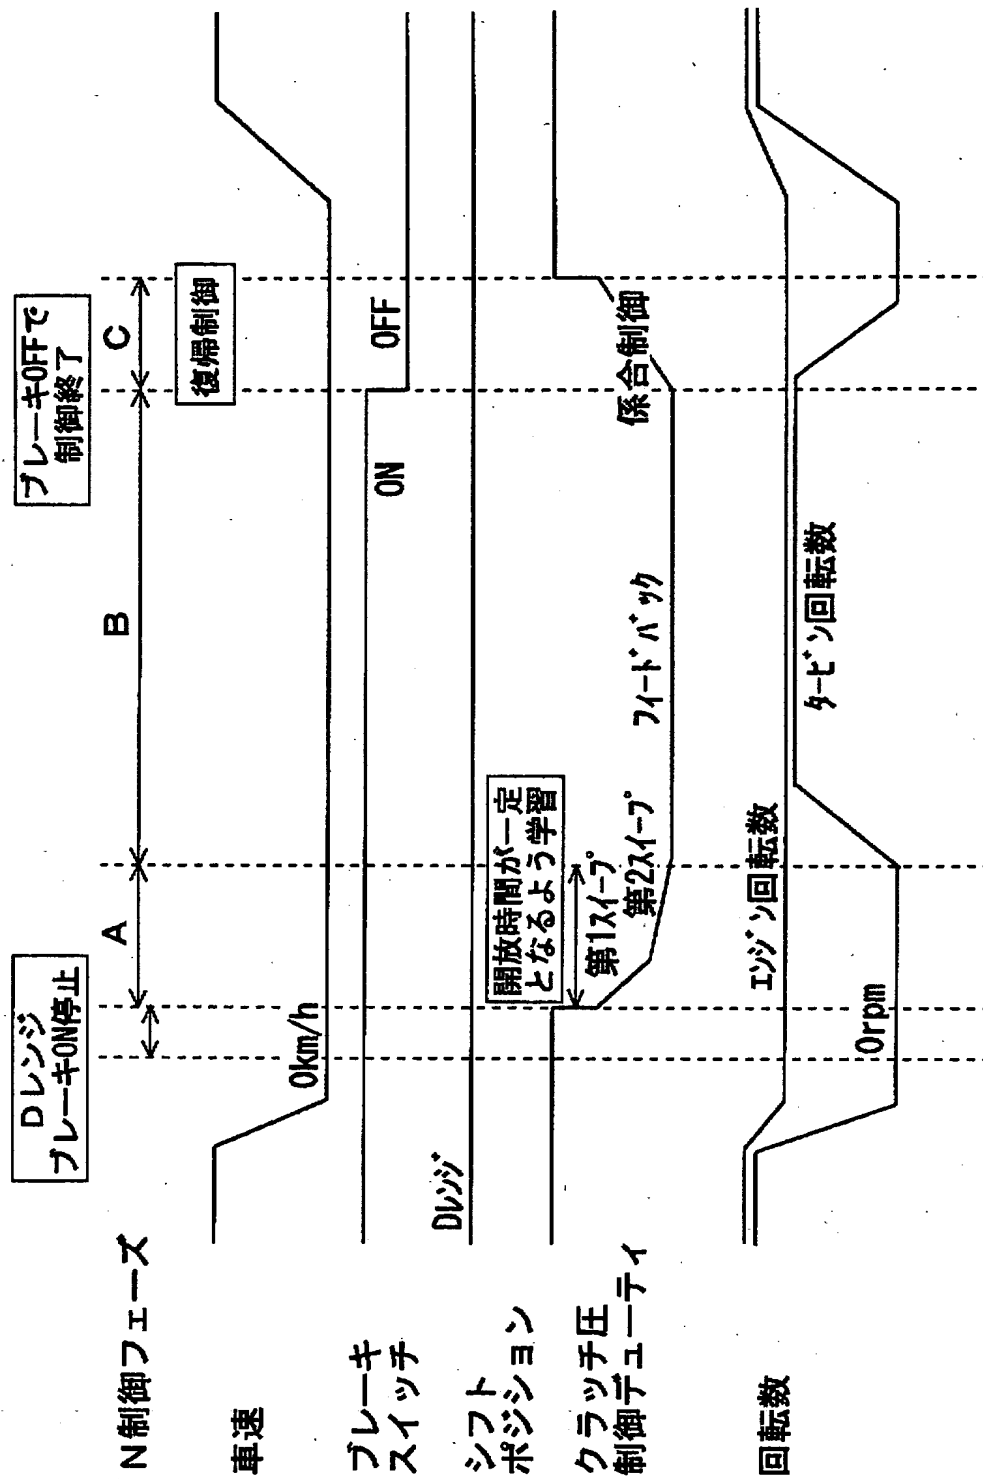 Dレンジ
ブレーキON停止
ブレーキOFFで
制御終了
N制御フェーズ
A
B
C
復帰制御
車速
0km/h
ブレーキ
スイッチ
ON
OFF
シフト
ポジション
Dレンジ
クラッチ圧
制御デューティ
開放時間が一定
となるよう学習
第1スイープ
第2スイープ
フィードバック
係合制御
回転数
エンジン回転数
タービン回転数
0rpm